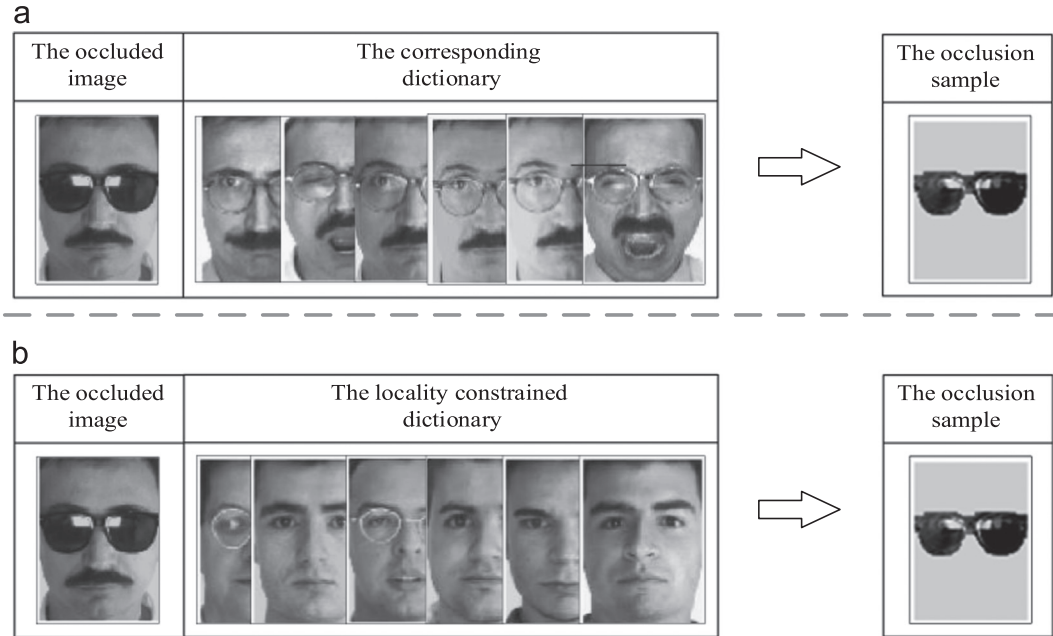 a
The occluded
image
The corresponding
dictionary
The occlusion
sample
b
The occluded
image
The locality constrained
dictionary
The occlusion
sample